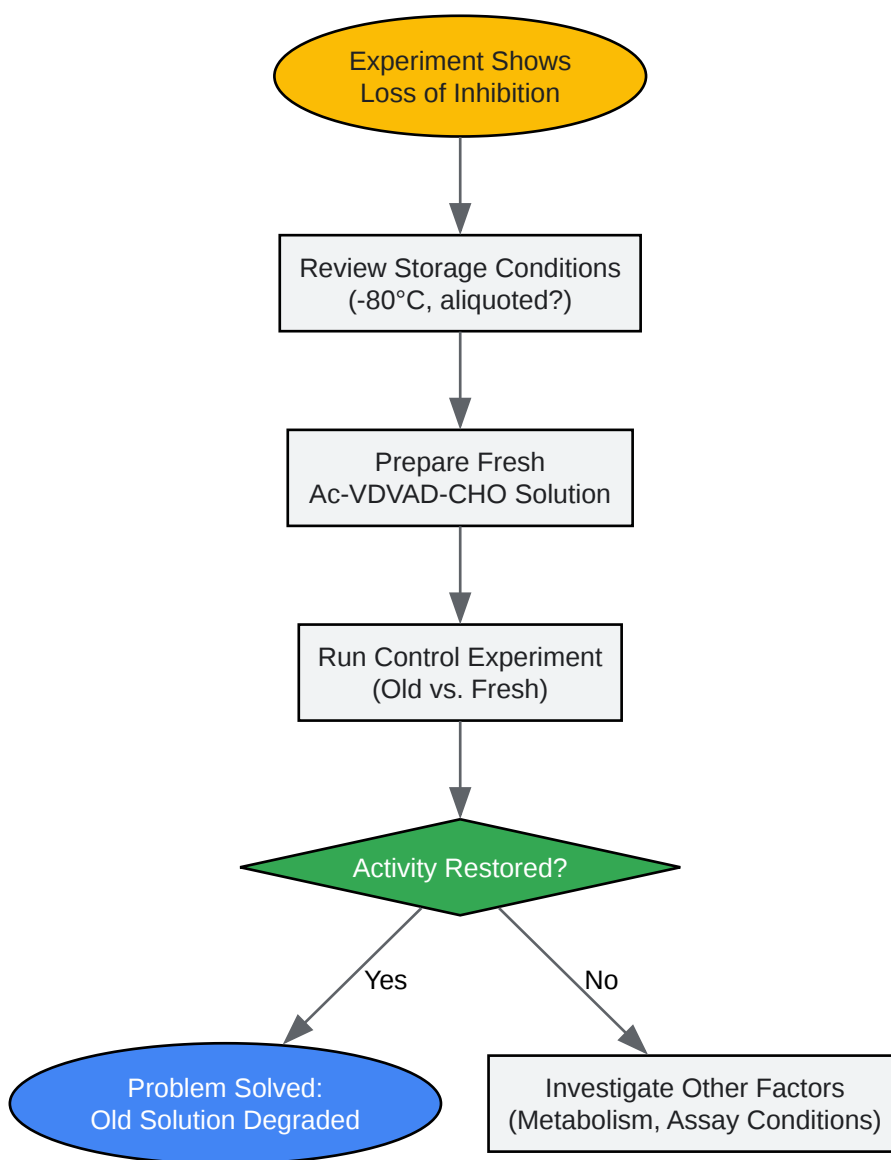 Experiment Shows
Loss of Inhibition
Review Storage Conditions
(-80°C, aliquoted?)
Prepare Fresh
Ac-VDVAD-CHO Solution
Run Control Experiment
(Old vs. Fresh)
Activity Restored?
Yes
No
Problem Solved:
Old Solution Degraded
Investigate Other Factors
(Metabolism, Assay Conditions)